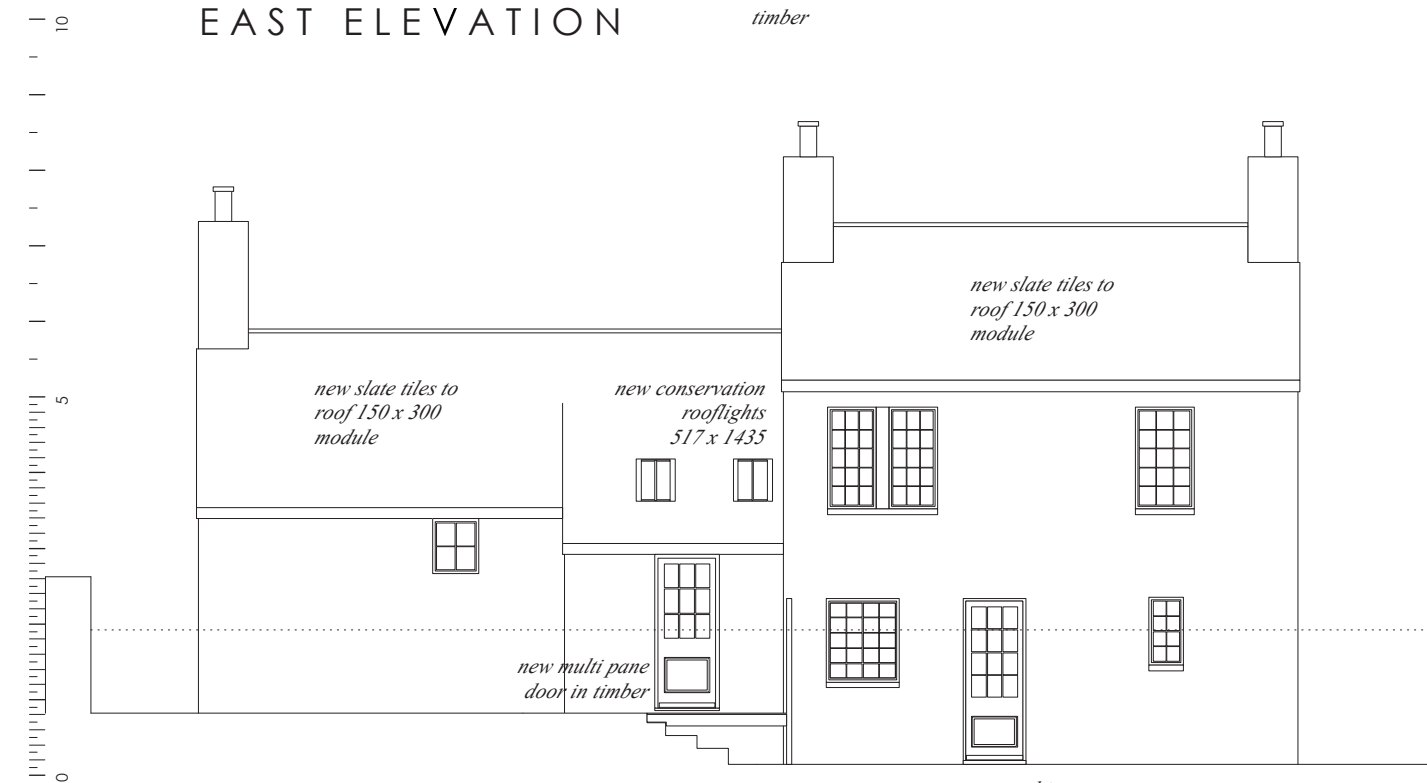 10
EAST ELEVATION
timber
new slate tiles to
roof 150 x 300
module
new slate tiles to
roof 150 x 300
module
new conservation
rooflights
517 x 1435
5
new multi pane
door in timber
0